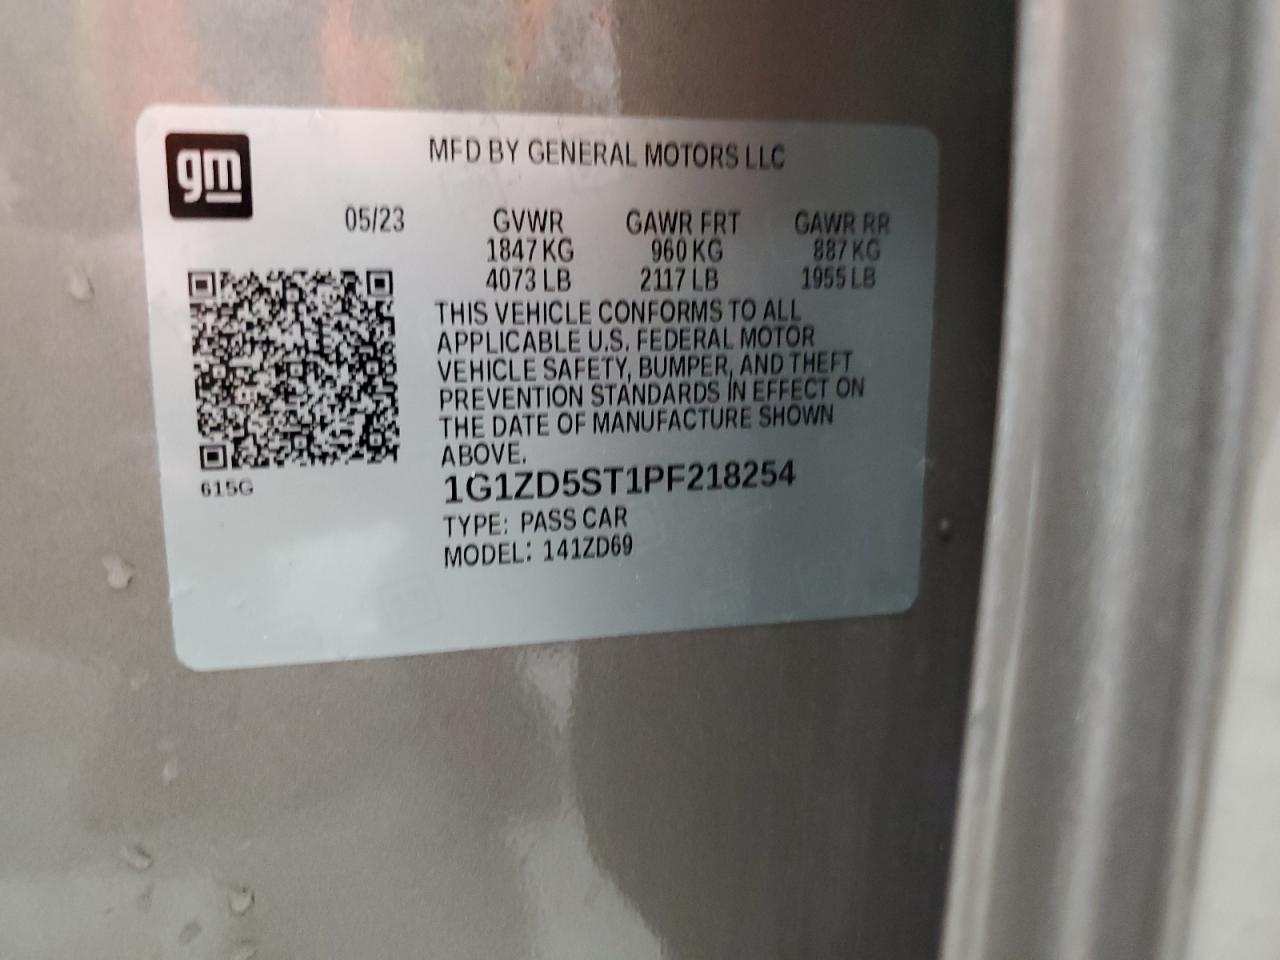 gm
MFD BY GENERAL MOTORS LLC
05/23 GVWR GAWR FRT GAWR RR
1847 KG 960 KG 887 KG
4073 LB 2117 LB 1955 LB
THIS VEHICLE CONFORMS TO ALL
APPLICABLE U.S. FEDERAL MOTOR
VEHICLE SAFETY, BUMPER, AND THEFT
PREVENTION STANDARDS IN EFFECT ON
THE DATE OF MANUFACTURE SHOWN
ABOVE.
615G
1G1ZD5ST1PF218254
TYPE: PASS CAR
MODEL: 141ZD69